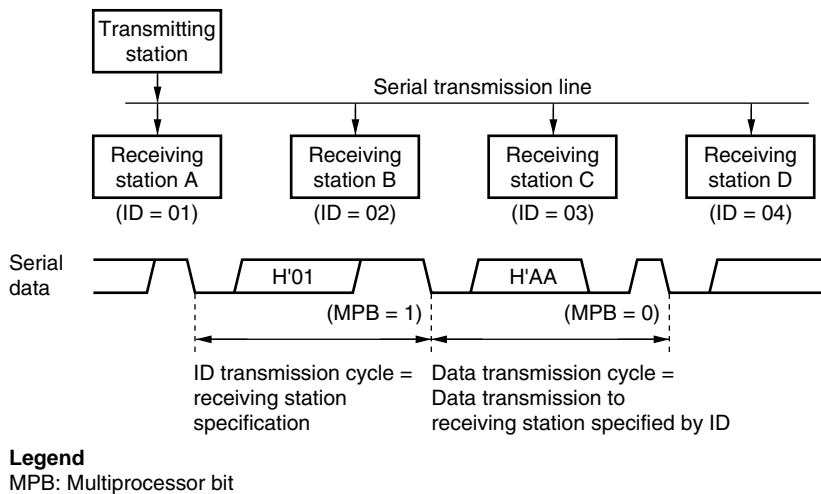 Transmitting
station
Serial transmission line
Receiving
station A
Receiving
station B
Receiving
station C
Receiving
station D
(ID = 01)
(ID = 02)
(ID = 03)
(ID = 04)
Serial
data
H'01
H'AA
(MPB = 1)
(MPB = 0)
ID transmission cycle =
receiving station
specification
Data transmission cycle =
Data transmission to
receiving station specified by ID
Legend
MPB: Multiprocessor bit